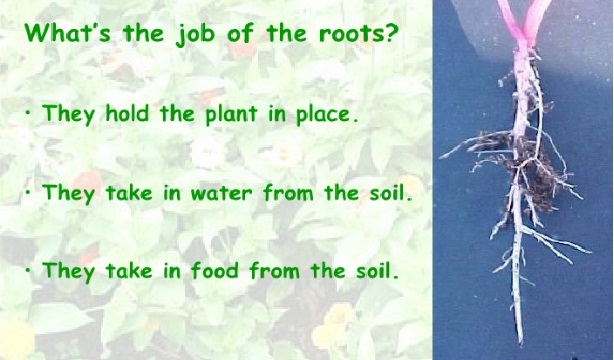 What's the job of the roots?
· They hold the plant in place.
· They take in water from the soil.
· They take in food from the soil.